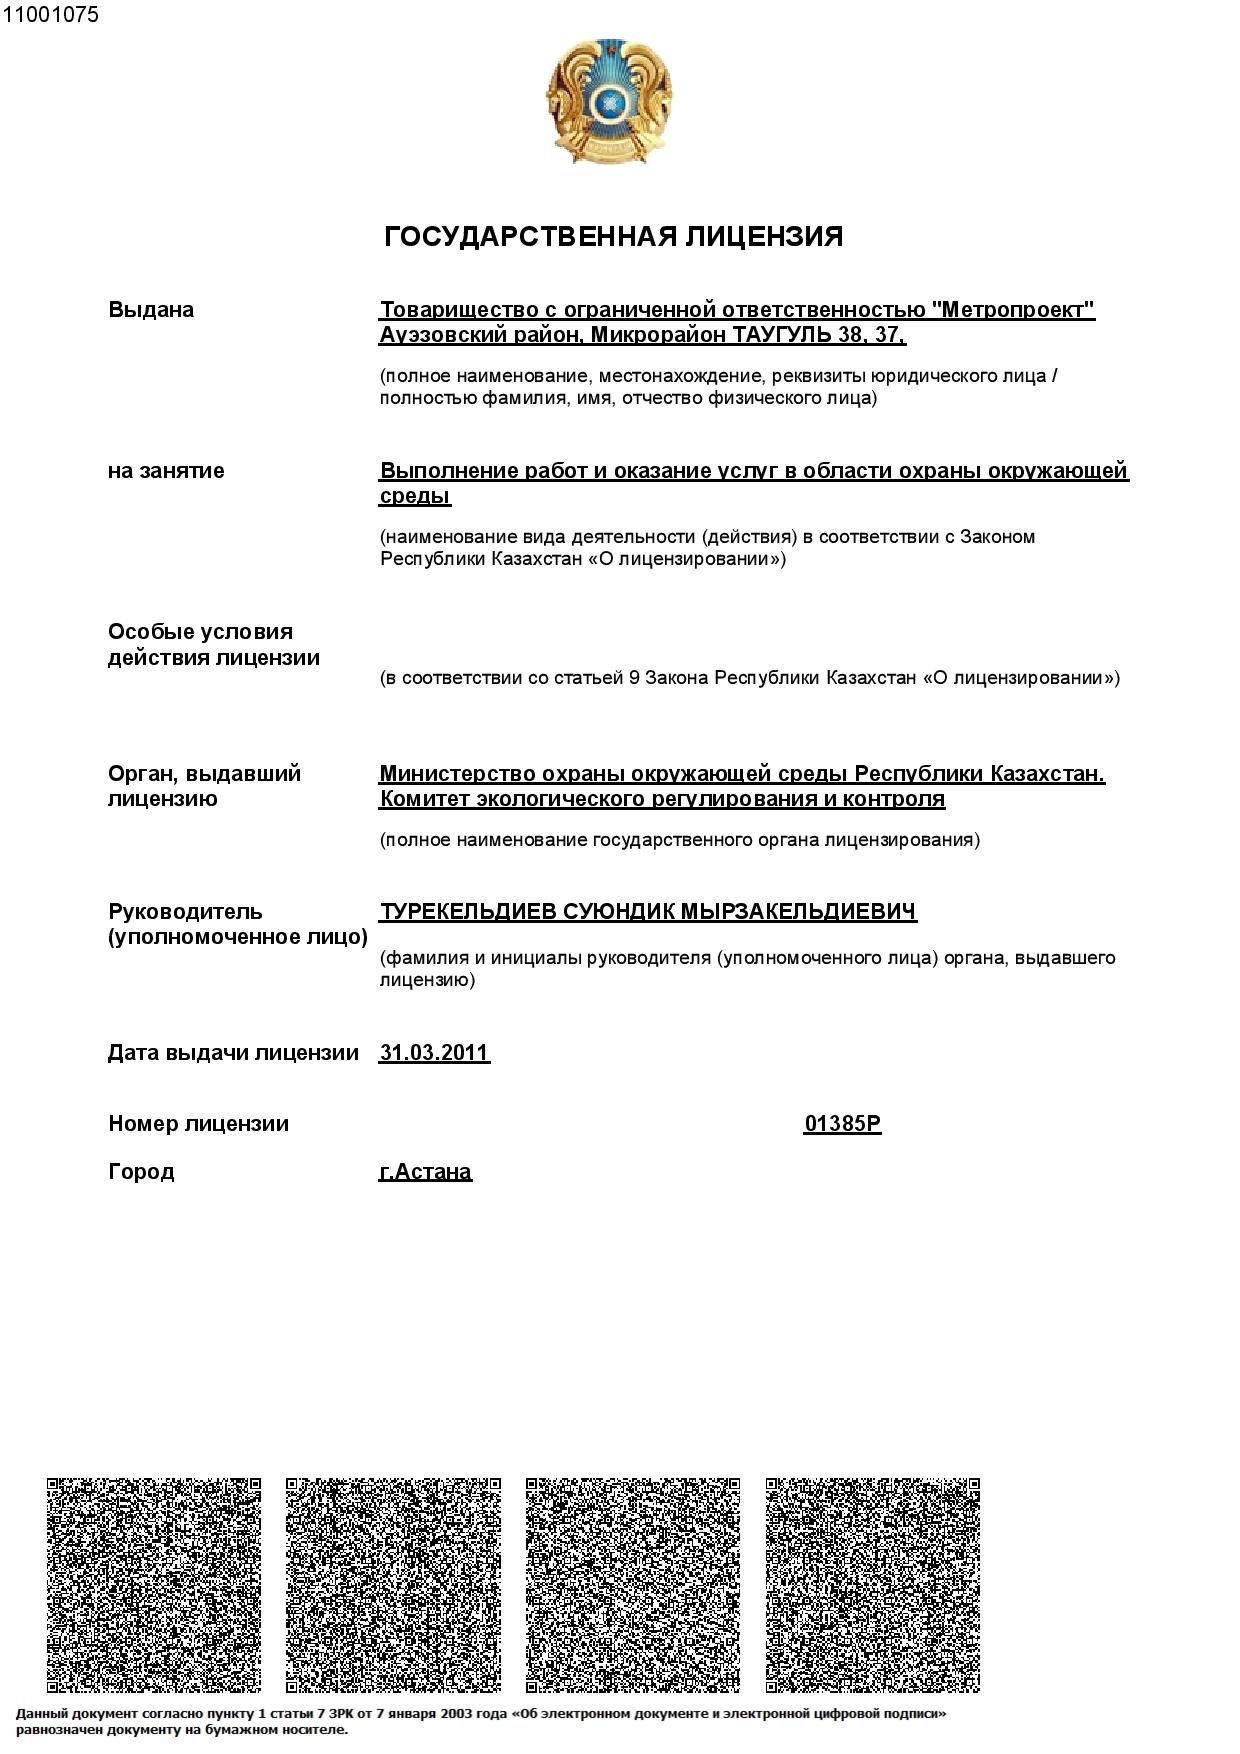 11001075
ГОСУДАРСТВЕННАЯ ЛИЦЕНЗИЯ
Выдана
Товарищество с ограниченной ответственностью "Метропроект"
Ауэзовский район, Микрорайон ТАУГУЛЬ 38, 37,
(полное наименование, местонахождение, реквизиты юридического лица /
полностью фамилия, имя, отчество физического лица)
на занятие
Выполнение работ и оказание услуг в области охраны окружающей
среды
(наименование вида деятельности (действия) в соответствии с Законом
Республики Казахстан «О лицензировании»)
Особые условия
действия лицензии
(в соответствии со статьей 9 Закона Республики Казахстан «О лицензировании»)
Орган, выдавший
лицензию
Министерство охраны окружающей среды Республики Казахстан.
Комитет экологического регулирования и контроля
(полное наименование государственного органа лицензирования)
Руководитель
(уполномоченное лицо)
ТУРЕКЕЛЬДИЕВ СУЮНДИК МЫРЗАКЕЛЬДИЕВИЧ
(фамилия и инициалы руководителя (уполномоченного лица) органа, выдавшего
лицензию)
Дата выдачи лицензии 31.03.2011
Номер лицензии 01385Р
Город г.Астана
Данный документ согласно пункту 1 статьи 7 ЗРК от 7 января 2003 года «Об электронном документе и электронной цифровой подписи»
равнозначен документу на бумажном носителе.